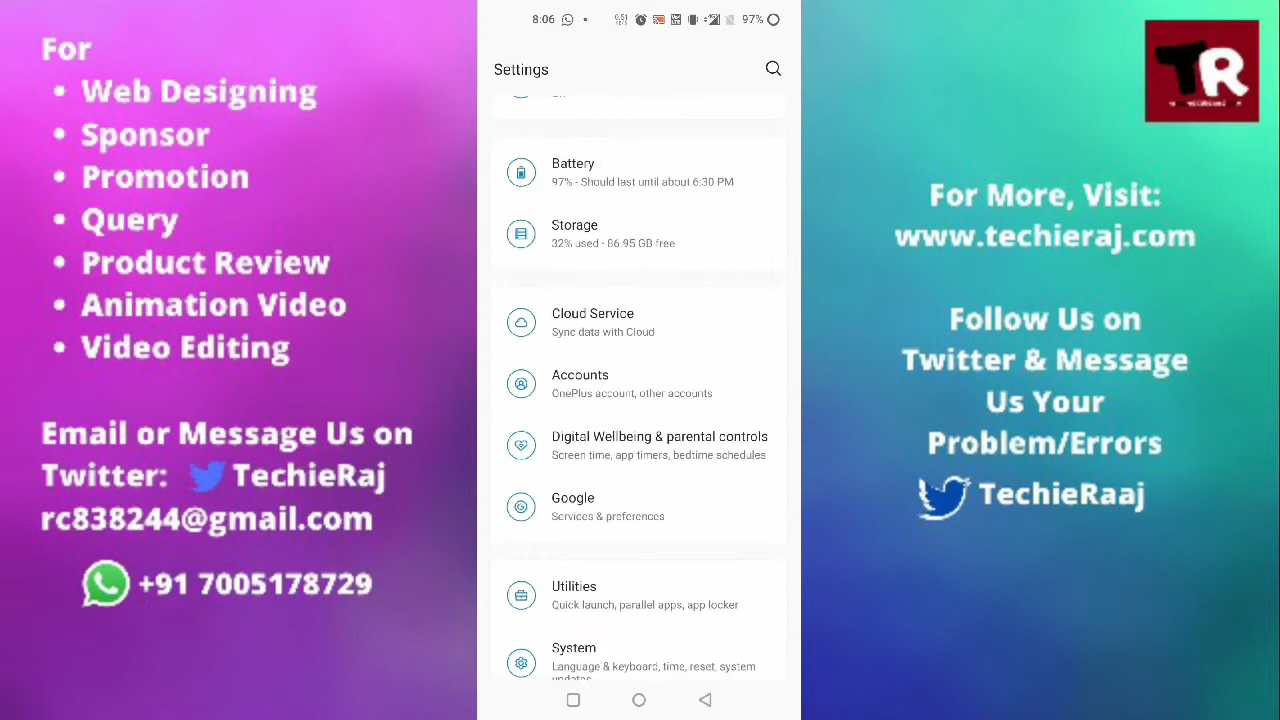 For
• Web Designing
• Sponsor
• Promotion
• Query
• Product Review
• Animation Video
• Video Editing
Email or Message Us on
Twitter: TechieRaj
rc838244@gmail.com
+91 7005178729
8:06
0.51
97%
Settings
Battery
97% - Should last until about 6:30 PM
Storage
32% used - 86.95 GB free
Cloud Service
Sync data with Cloud
Accounts
OnePlus account, other accounts
Digital Wellbeing & parental controls
Screen time, app timers, bedtime schedules
Google
Services & preferences
Utilities
Quick launch, parallel apps, app locker
System
Language & keyboard, time, reset, system
updates
TR
For More, Visit:
www.techieraj.com
Follow Us on
Twitter & Message
Us Your
Problem/Errors
TechieRaaj